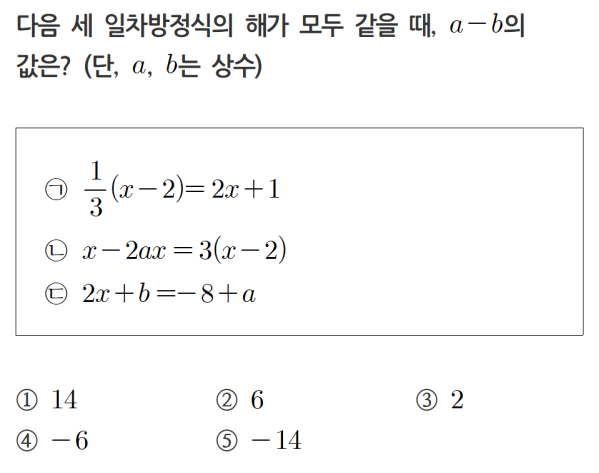 다음 세 일차방정식의 해가 모두 같을 때, a-b의
값은? (단, a, b는 상수)
㉠ 1/3(x-2)=2x+1
㉡ x-2ax=3(x-2)
㉢ 2x+b=-8+a
① 14 ② 6 ③ 2
④ -6 ⑤ -14